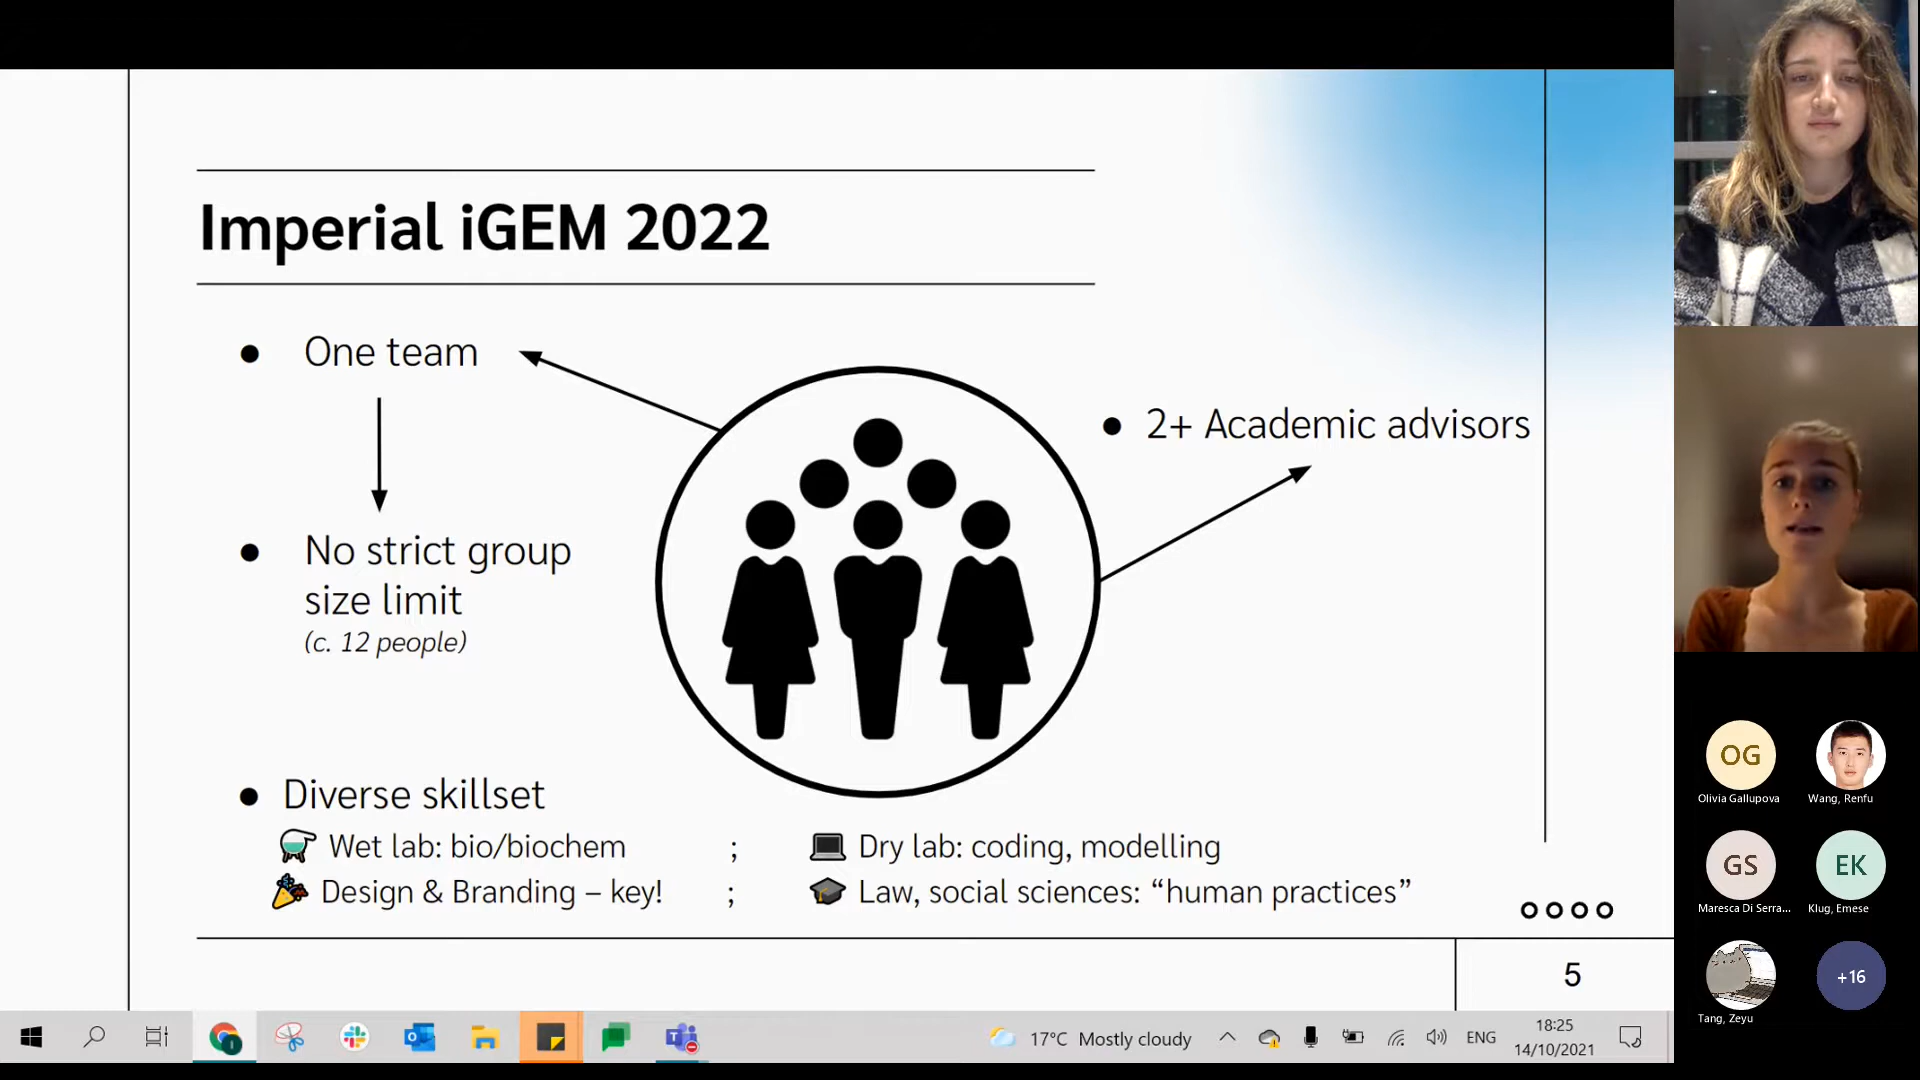 Imperial iGEM 2022
● One team
● 2+ Academic advisors
● No strict group
size limit
(c. 12 people)
● Diverse skillset
Wet lab: bio/biochem ; Dry lab: coding, modelling
Design & Branding – key! ; Law, social sciences: “human practices”
5
OG
Olivia Gallupova
Wang, Renfu
GS
Maresca Di Serra...
EK
Klug, Emese
Tang, Zeyu
+16
17°C Mostly cloudy
ENG
18:25
14/10/2021